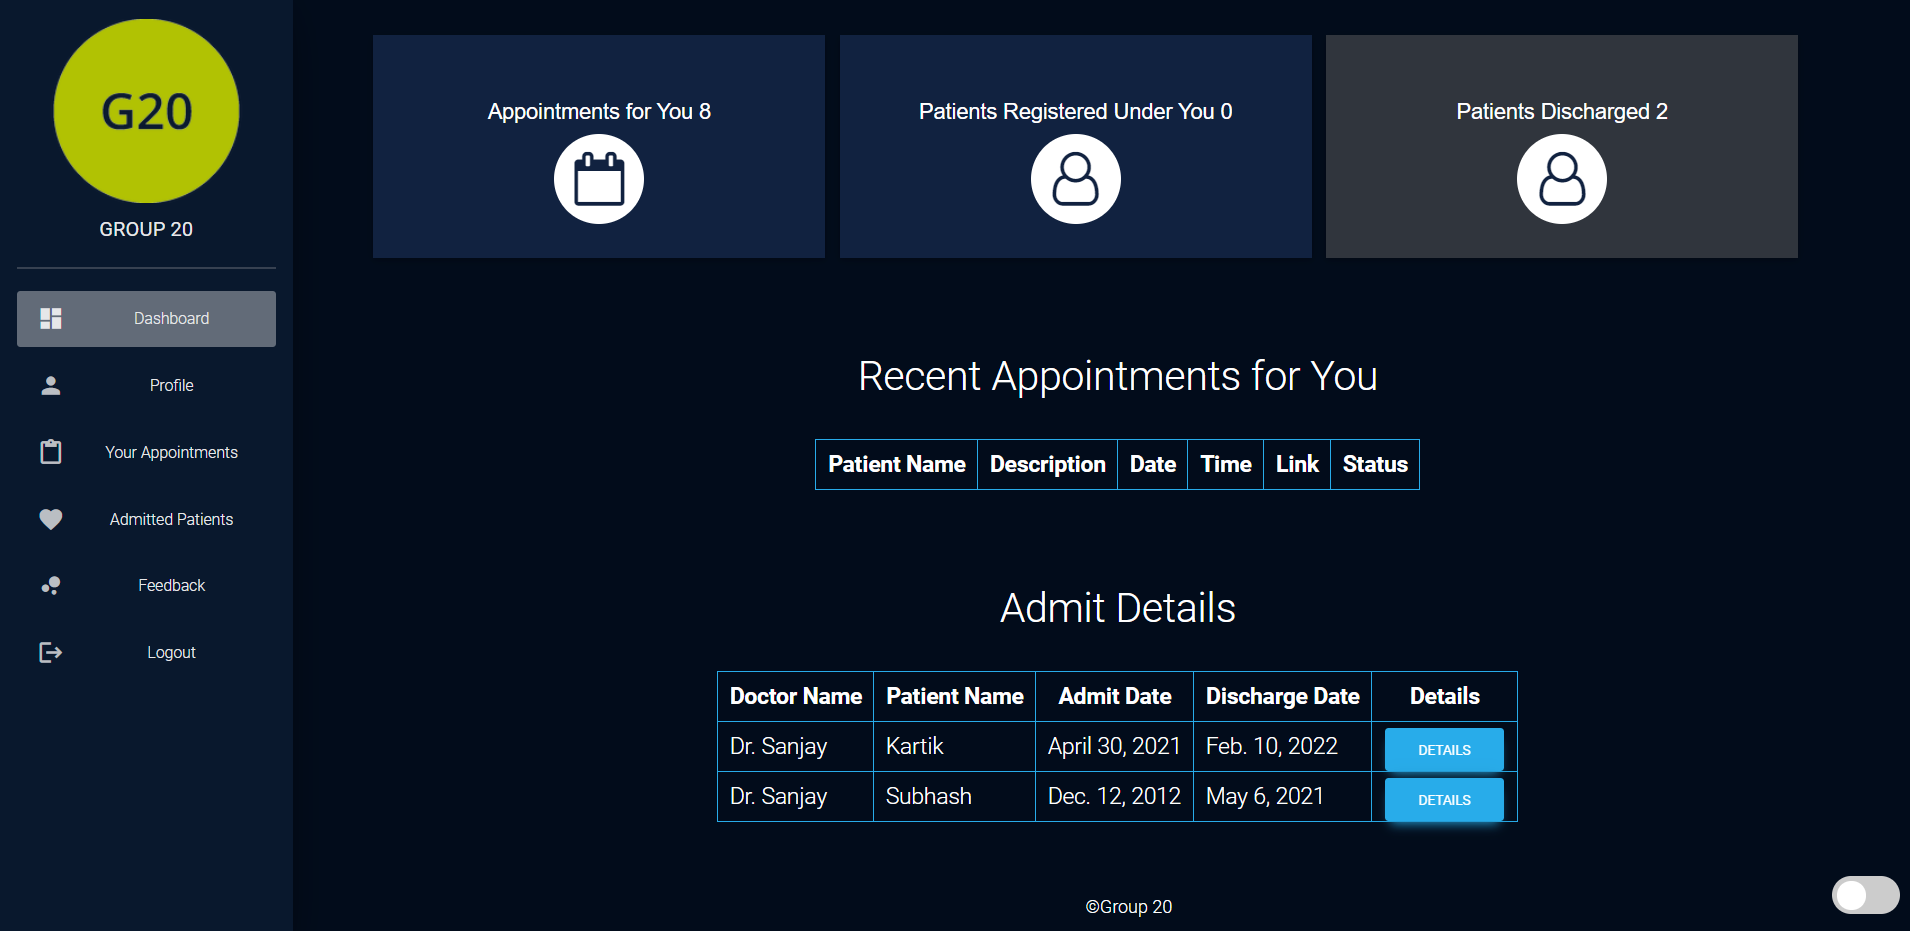 G20
GROUP 20
Dashboard
Profile
Your Appointments
Admitted Patients
Feedback
Logout
Appointments for You 8
Patients Registered Under You 0
Patients Discharged 2
Recent Appointments for You
Patient Name Description Date Time Link Status
Admit Details
Doctor Name Patient Name Admit Date Discharge Date Details
Dr. Sanjay Kartik April 30, 2021 Feb. 10, 2022 DETAILS
Dr. Sanjay Subhash Dec. 12, 2012 May 6, 2021 DETAILS
©Group 20